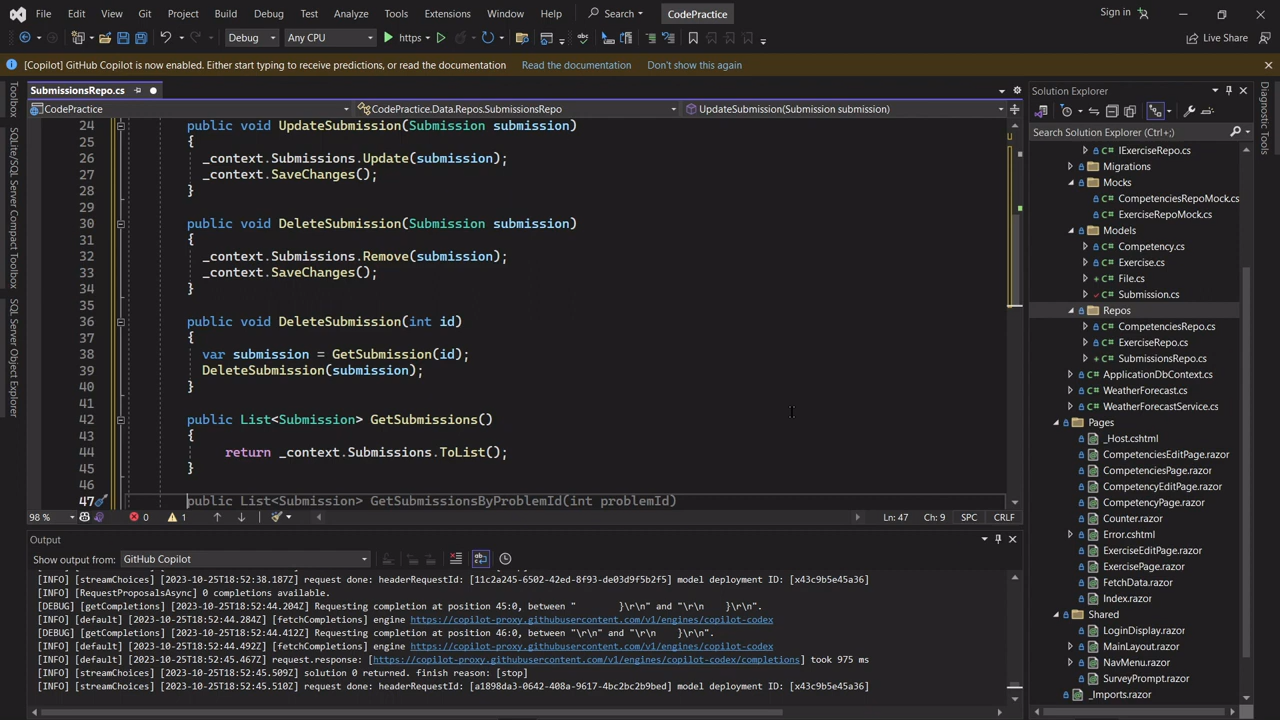 File Edit View Git Project Build Debug Test Analyze Tools Extensions Window Help Search CodePractice Sign in
Debug Any CPU https Live Share
[Copilot] GitHub Copilot is now enabled. Either start typing to receive predictions, or read the documentation Read the documentation Don't show this again
Toolbox
SQLite/SQL Server Compact Toolbox
SQL Server Object Explorer
SubmissionsRepo.cs
CodePractice CodePractice.Data.Repos.SubmissionsRepo UpdateSubmission(Submission submission)
24 public void UpdateSubmission(Submission submission)
25 {
26 _context.Submissions.Update(submission);
27 _context.SaveChanges();
28 }
29
30 public void DeleteSubmission(Submission submission)
31 {
32 _context.Submissions.Remove(submission);
33 _context.SaveChanges();
34 }
35
36 public void DeleteSubmission(int id)
37 {
38 var submission = GetSubmission(id);
39 DeleteSubmission(submission);
40 }
41
42 public List<Submission> GetSubmissions()
43 {
44 return _context.Submissions.ToList();
45 }
46
47 public List<Submission> GetSubmissionsByProblemId(int problemId)
98 % 0 1 Ln: 47 Ch: 9 SPC CRLF
Output
Show output from: GitHub Copilot
[INFO] [streamChoices] [2023-10-25T18:52:38.187Z] request done: headerRequestId: [11c2a245-6502-42ed-8f93-de03d9f5b2f5] model deployment ID: [x43c9b5e45a36]
[INFO] [RequestProposalsAsync] 0 completions available.
[DEBUG] [getCompletions] [2023-10-25T18:52:44.204Z] Requesting completion at position 45:0, between " }\r\n" and "\r\n }\r\n".
[INFO] [default] [2023-10-25T18:52:44.284Z] [fetchCompletions] engine https://copilot-proxy.githubusercontent.com/v1/engines/copilot-codex
[DEBUG] [getCompletions] [2023-10-25T18:52:44.412Z] Requesting completion at position 46:0, between "\r\n" and "\r\n }\r\n".
[INFO] [default] [2023-10-25T18:52:44.492Z] [fetchCompletions] engine https://copilot-proxy.githubusercontent.com/v1/engines/copilot-codex
[INFO] [default] [2023-10-25T18:52:45.467Z] request.response: [https://copilot-proxy.githubusercontent.com/v1/engines/copilot-codex/completions] took 975 ms
[INFO] [streamChoices] [2023-10-25T18:52:45.509Z] solution 0 returned. finish reason: [stop]
[INFO] [streamChoices] [2023-10-25T18:52:45.510Z] request done: headerRequestId: [a1898da3-0642-408a-9617-4bc2bc2b9bed] model deployment ID: [x43c9b5e45a36]
Solution Explorer
Search Solution Explorer (Ctrl+;)
IExerciseRepo.cs
Migrations
Mocks
CompetenciesRepoMock.cs
ExerciseRepoMock.cs
Models
Competency.cs
Exercise.cs
File.cs
Submission.cs
Repos
CompetenciesRepo.cs
ExerciseRepo.cs
SubmissionsRepo.cs
ApplicationDbContext.cs
WeatherForecast.cs
WeatherForecastService.cs
Pages
_Host.cshtml
CompetenciesEditPage.razor
CompetenciesPage.razor
CompetencyEditPage.razor
CompetencyPage.razor
Counter.razor
Error.cshtml
ExerciseEditPage.razor
ExercisePage.razor
FetchData.razor
Index.razor
Shared
LoginDisplay.razor
MainLayout.razor
NavMenu.razor
SurveyPrompt.razor
_Imports.razor
Diagnostic Tools